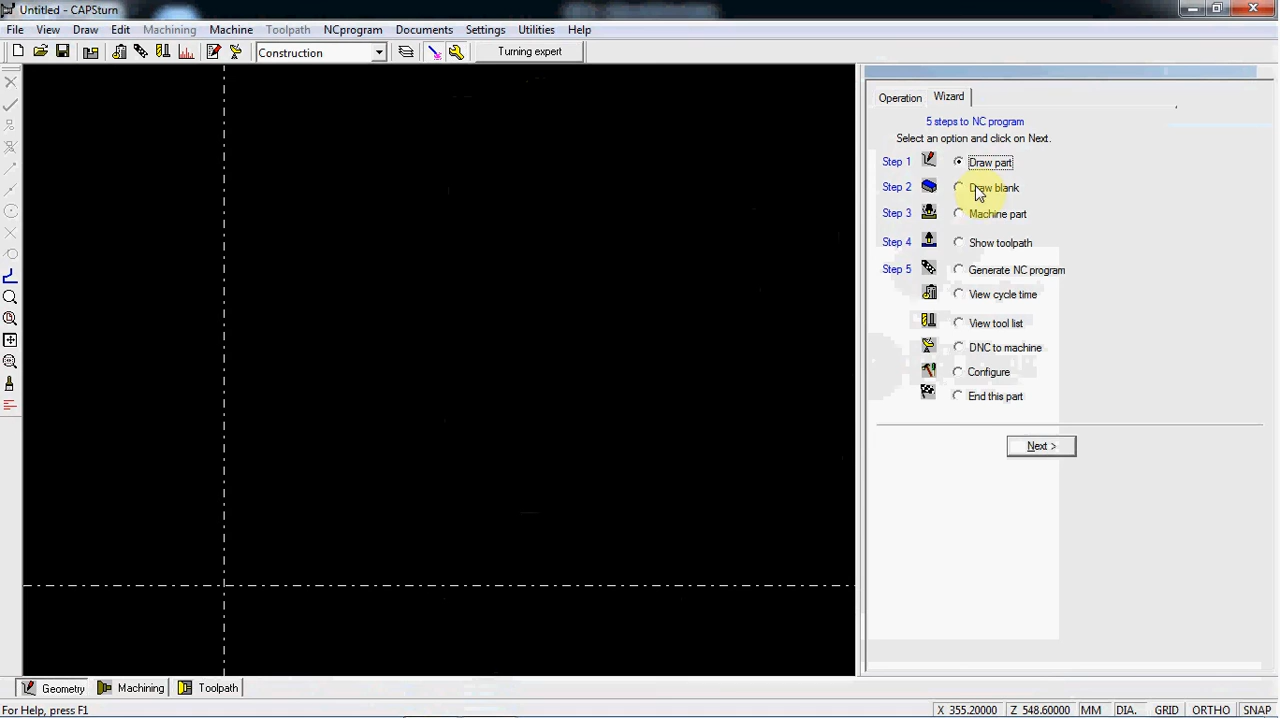 Untitled - CAPSturn
File View Draw Edit Machining Machine Toolpath NCprogram Documents Settings Utilities Help
Construction Turning expert
Operation Wizard
5 steps to NC program
Select an option and click on Next.
Step 1 Draw part
Step 2 Draw blank
Step 3 Machine part
Step 4 Show toolpath
Step 5 Generate NC program
View cycle time
View tool list
DNC to machine
Configure
End this part
Next >
Geometry Machining Toolpath
For Help, press F1 X 355.20000 Z 548.60000 MM DIA. GRID ORTHO SNAP